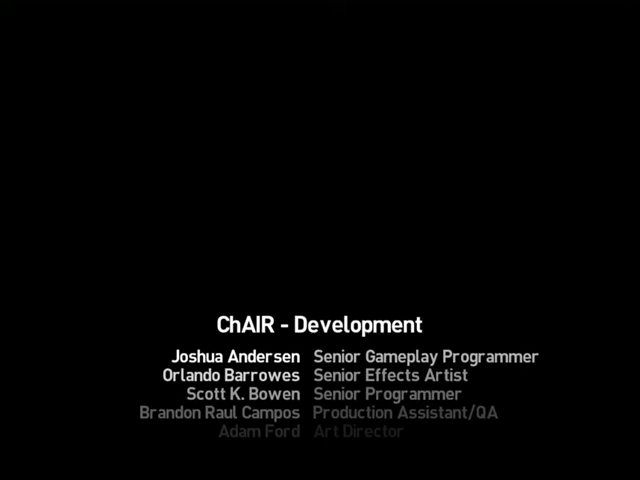 ChAIR - Development
Joshua Andersen Senior Gameplay Programmer
Orlando Barrowes Senior Effects Artist
Scott K. Bowen Senior Programmer
Brandon Raul Campos Production Assistant/QA
Adam Ford Art Director